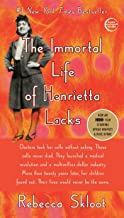 #1 New York Times Bestseller
The Immortal
Life of
Henrietta
Lacks
Doctors took her cells without asking. Those
cells never died. They launched a medical
revolution and a multimillion-dollar industry.
More than twenty years later, her children
found out. Their lives would never be the same.
Rebecca Skloot